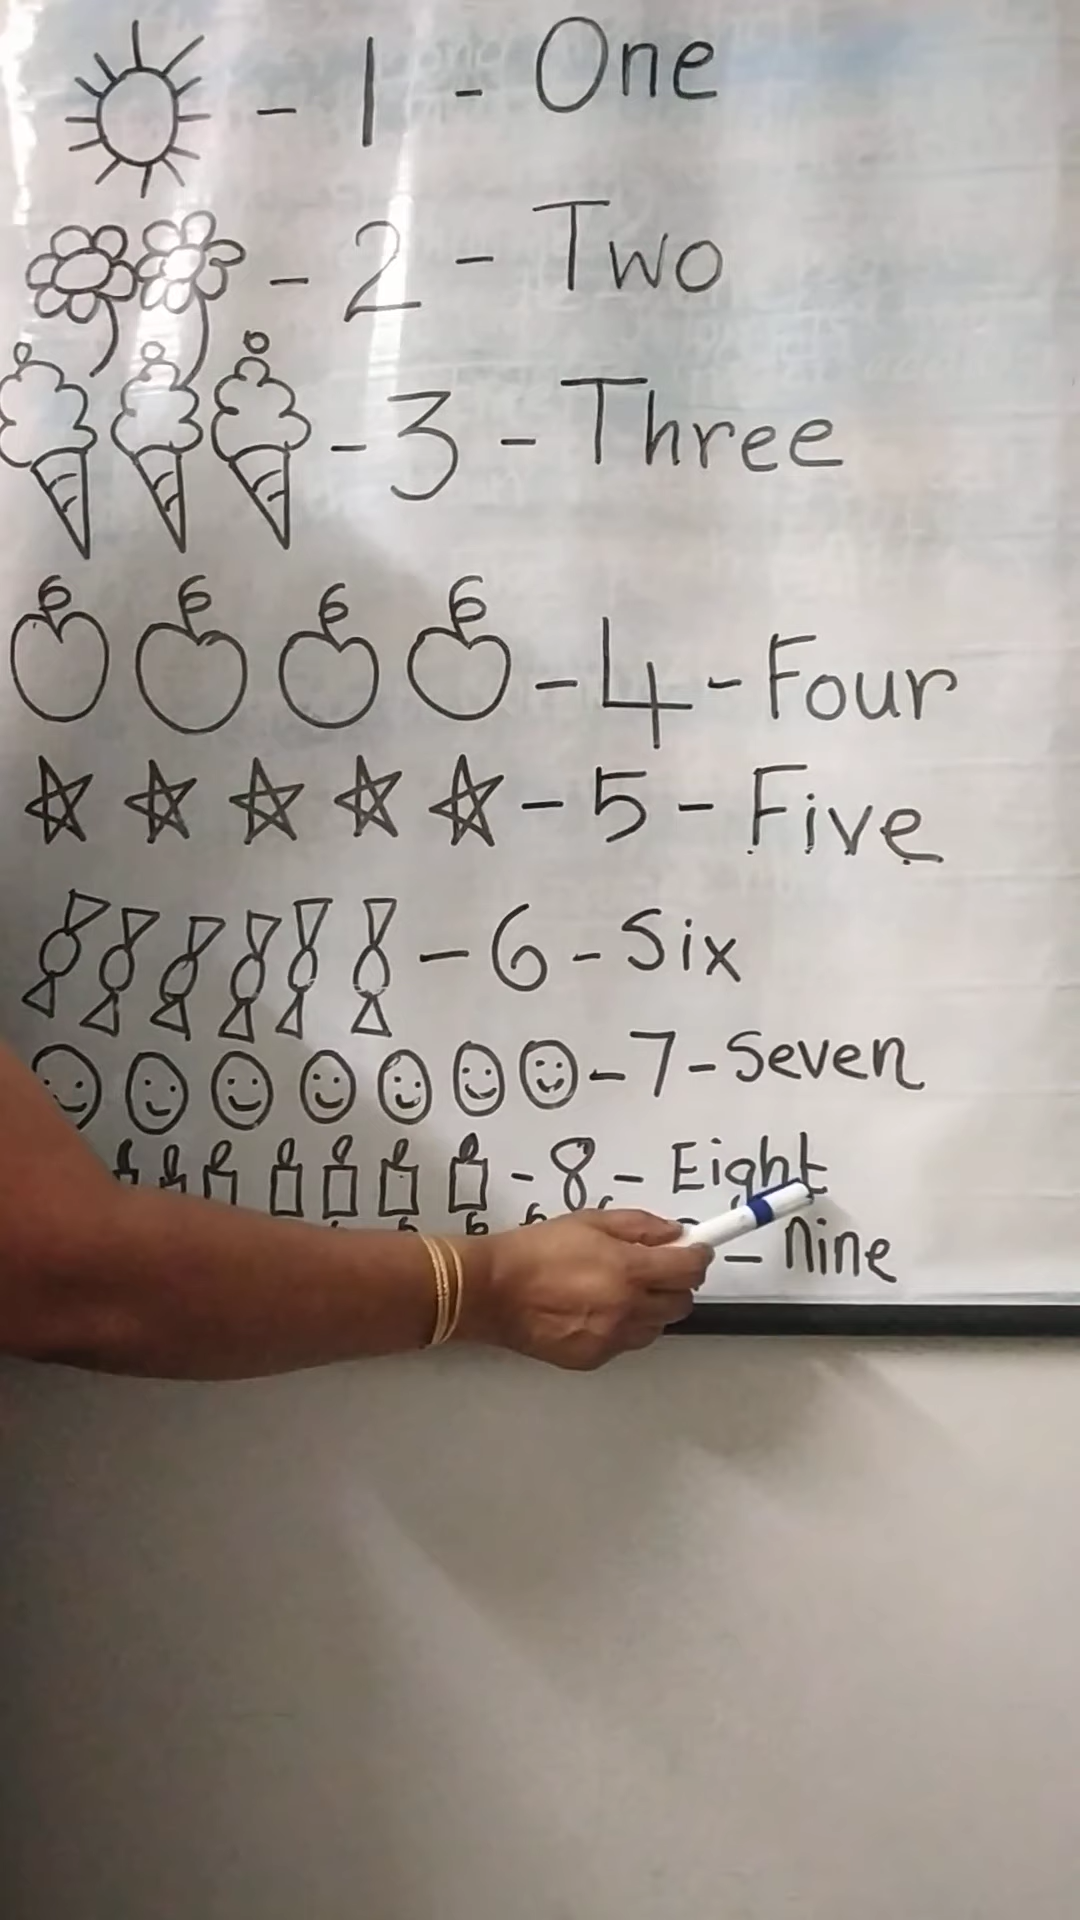 - 1 - One
- 2 - Two
- 3 - Three
- 4 - Four
- 5 - Five
- 6 - Six
- 7 - Seven
- 8 - Eight
- nine